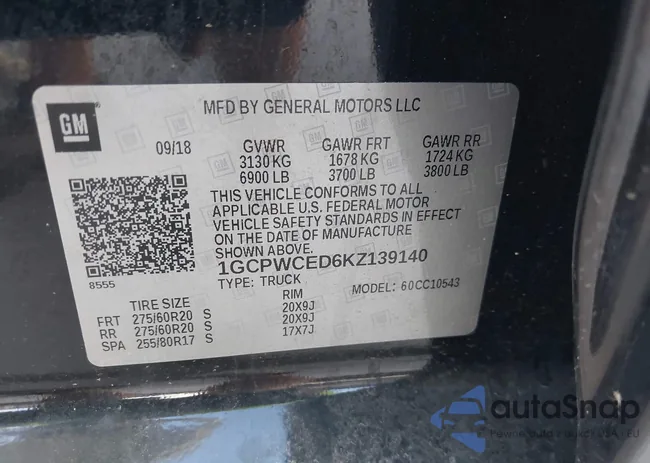 GM
MFD BY GENERAL MOTORS LLC
09/18 GVWR GAWR FRT GAWR RR
3130 KG 1678 KG 1724 KG
6900 LB 3700 LB 3800 LB
THIS VEHICLE CONFORMS TO ALL
APPLICABLE U.S. FEDERAL MOTOR
VEHICLE SAFETY STANDARDS IN EFFECT
ON THE DATE OF MANUFACTURE
SHOWN ABOVE.
1GCPWCED6KZ139140
8555
TYPE: TRUCK MODEL: 60CC10543
TIRE SIZE RIM
FRT 275/60R20 S 20X9J
RR 275/60R20 S 20X9J
SPA 255/80R17 S 17X7J
autoSnap